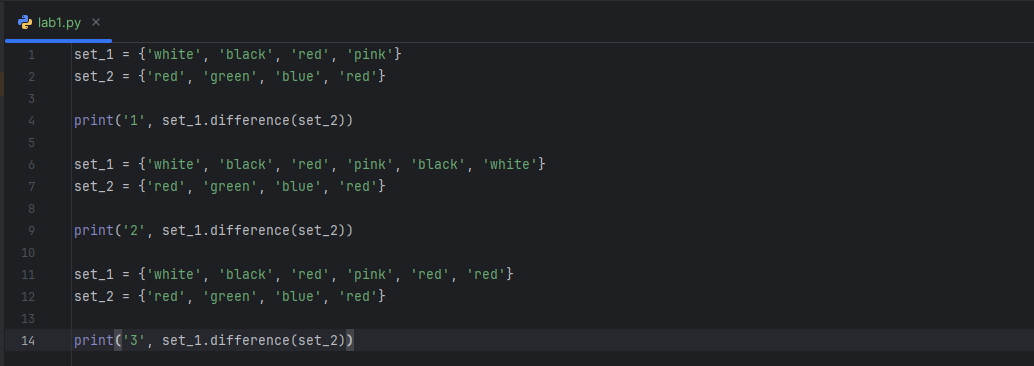 lab1.py
1 set_1 = {'white', 'black', 'red', 'pink'}
2 set_2 = {'red', 'green', 'blue', 'red'}
3
4 print('1', set_1.difference(set_2))
5
6 set_1 = {'white', 'black', 'red', 'pink', 'black', 'white'}
7 set_2 = {'red', 'green', 'blue', 'red'}
8
9 print('2', set_1.difference(set_2))
10
11 set_1 = {'white', 'black', 'red', 'pink', 'red', 'red'}
12 set_2 = {'red', 'green', 'blue', 'red'}
13
14 print('3', set_1.difference(set_2))